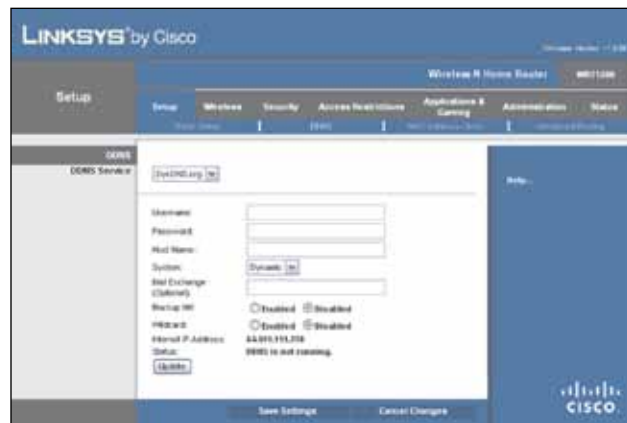 LINKSYS® by Cisco
Wireless-N Home Router
Setup
Setup Wireless Security Access Restrictions Applications & Gaming Administration Status
DDNS
DDNS
DDNS Service
DynDNS.org
Help...
Username:
Password:
Host Name:
System:
Dynamic
Mail Exchange (Optional):
Backup MX:
Enabled Disabled
Wildcard:
Enabled Disabled
Internet IP Address:
Status:
DDNS is not running.
Update
Save Settings
Cancel Changes
CISCO